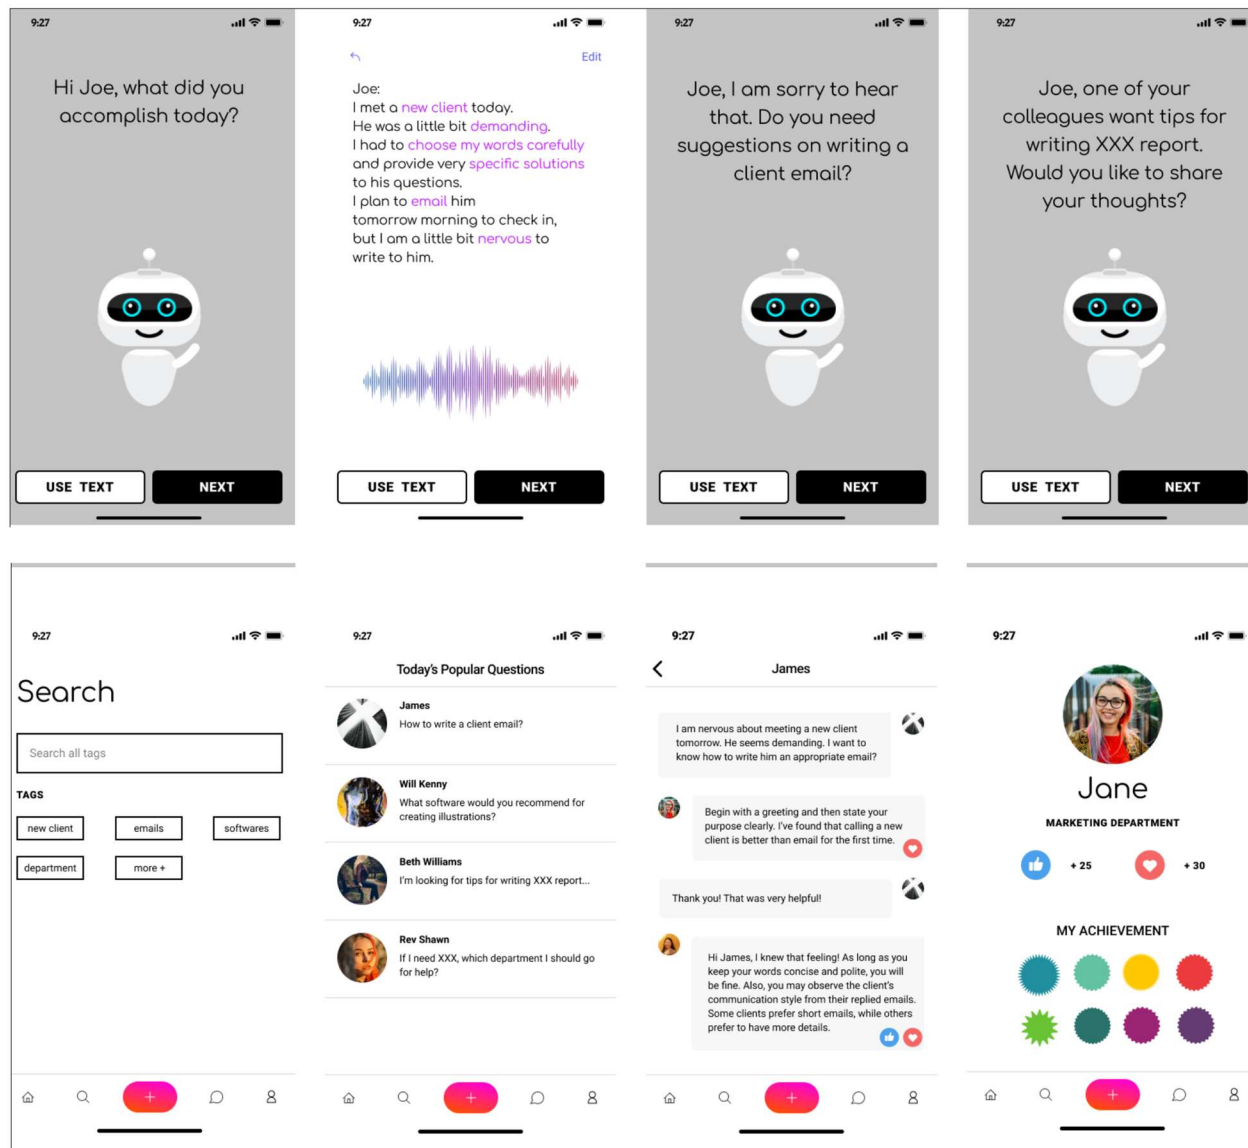 9:27
Hi Joe, what did you
accomplish today?
USE TEXT
NEXT
9:27
Edit
Joe:
I met a new client today.
He was a little bit demanding.
I had to choose my words carefully
and provide very specific solutions
to his questions.
I plan to email him
tomorrow morning to check in,
but I am a little bit nervous to
write to him.
USE TEXT
NEXT
9:27
Joe, I am sorry to hear
that. Do you need
suggestions on writing a
client email?
USE TEXT
NEXT
9:27
Joe, one of your
colleagues want tips for
writing XXX report.
Would you like to share
your thoughts?
USE TEXT
NEXT
9:27
Search
Search all tags
TAGS
new client
emails
softwares
department
more +
9:27
Today's Popular Questions
James
How to write a client email?
Will Kenny
What software would you recommend for
creating illustrations?
Beth Williams
I'm looking for tips for writing XXX report...
Rev Shawn
If I need XXX, which department I should go
for help?
9:27
James
I am nervous about meeting a new client
tomorrow. He seems demanding. I want to
know how to write him an appropriate email?
Begin with a greeting and then state your
purpose clearly. I've found that calling a new
client is better than email for the first time.
Thank you! That was very helpful!
Hi James, I knew that feeling! As long as you
keep your words concise and polite, you will
be fine. Also, you may observe the client's
communication style from their replied emails.
Some clients prefer short emails, while others
prefer to have more details.
9:27
Jane
MARKETING DEPARTMENT
+ 25
+ 30
MY ACHIEVEMENT